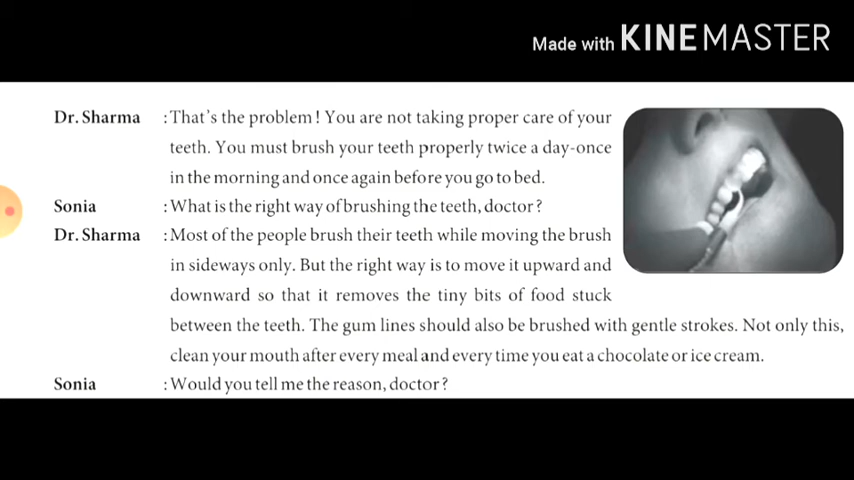 Made with KINEMASTER
Dr. Sharma : That's the problem! You are not taking proper care of your
teeth. You must brush your teeth properly twice a day-once
in the morning and once again before you go to bed.
Sonia : What is the right way of brushing the teeth, doctor?
Dr. Sharma : Most of the people brush their teeth while moving the brush
in sideways only. But the right way is to move it upward and
downward so that it removes the tiny bits of food stuck
between the teeth. The gum lines should also be brushed with gentle strokes. Not only this,
clean your mouth after every meal and every time you eat a chocolate or ice cream.
Sonia : Would you tell me the reason, doctor?